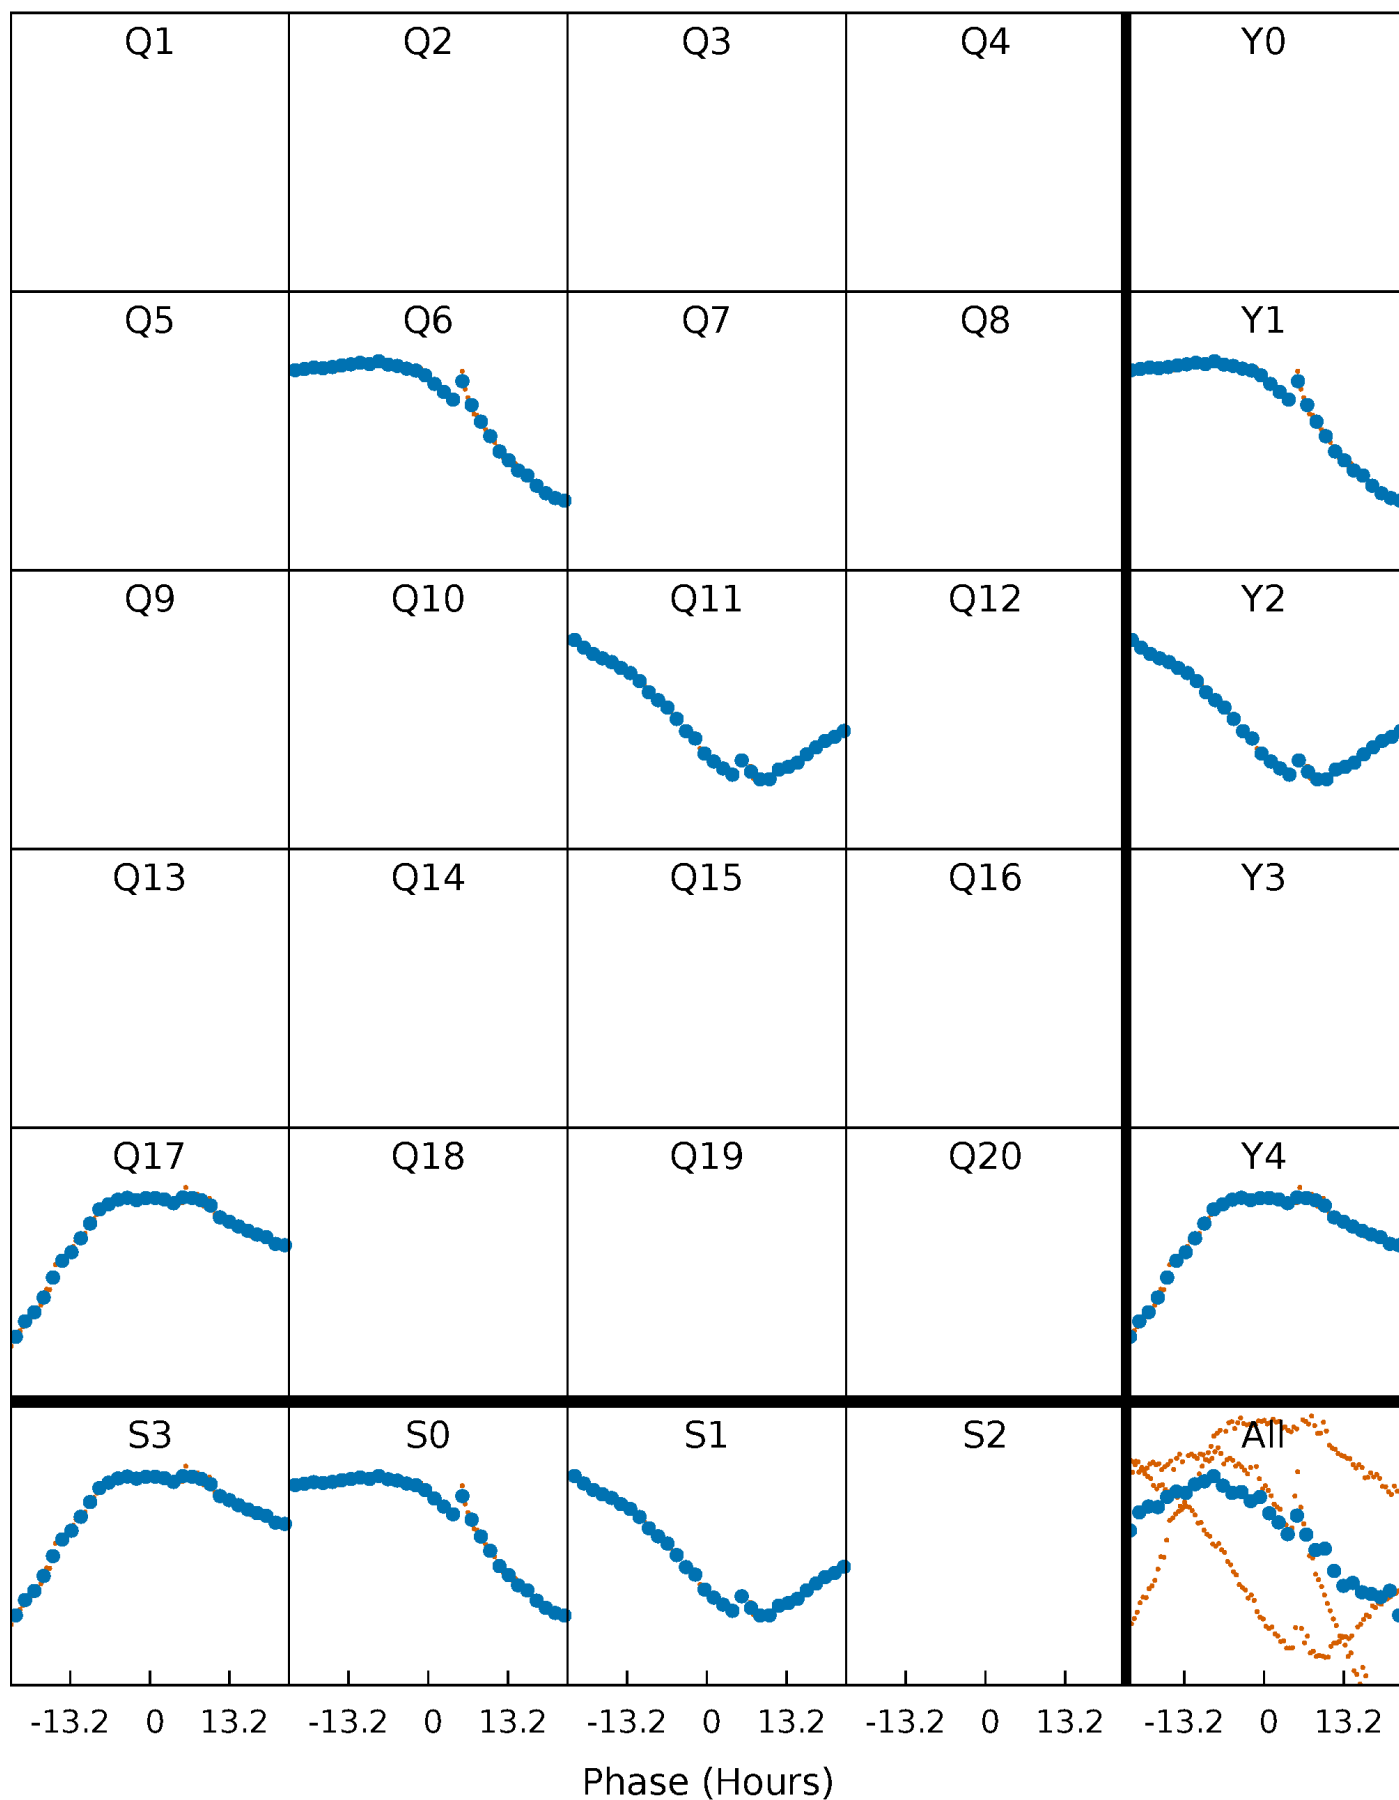 Q1 Q2 Q3 Q4 Y0
Q5 Q6 Q7 Q8 Y1
Q9 Q10 Q11 Q12 Y2
Q13 Q14 Q15 Q16 Y3
Q17 Q18 Q19 Q20 Y4
S3 S0 S1 S2 All
-13.2 0 13.2 -13.2 0 13.2 -13.2 0 13.2 -13.2 0 13.2 -13.2 0 13.2
Phase (Hours)